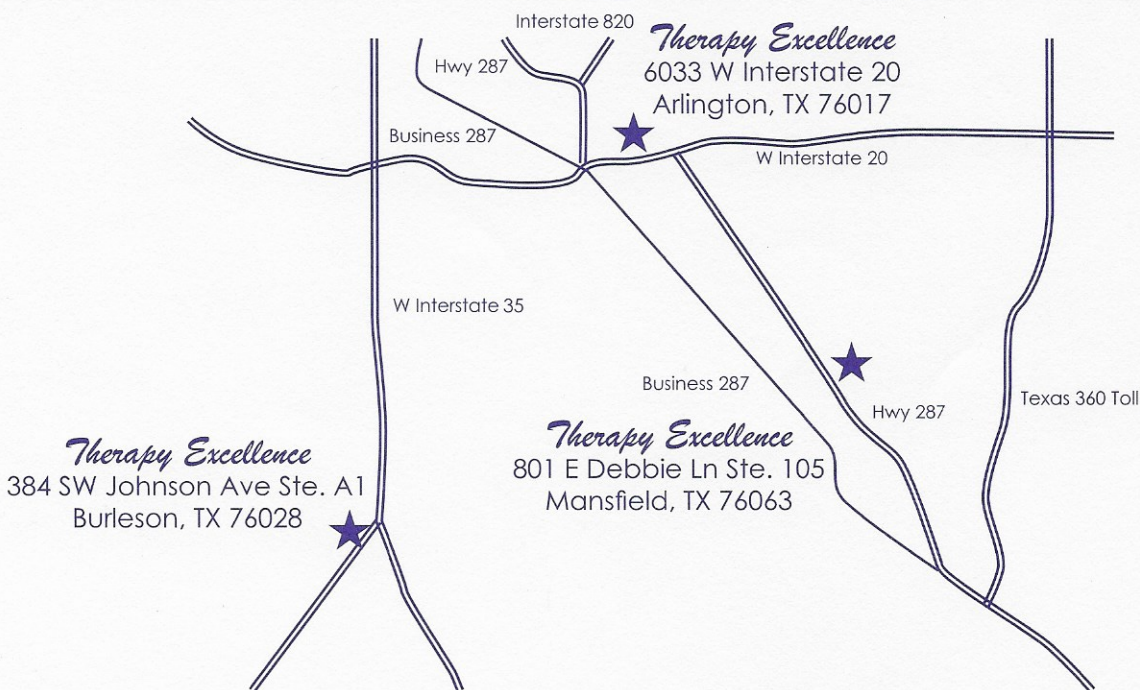 Interstate 820
Therapy Excellence
6033 W Interstate 20
Arlington, TX 76017
Hwy 287
Business 287
W Interstate 20
W Interstate 35
Business 287
Hwy 287
Texas 360 Toll
Therapy Excellence
384 SW Johnson Ave Ste. A1
Burleson, TX 76028
Therapy Excellence
801 E Debbie Ln Ste. 105
Mansfield, TX 76063